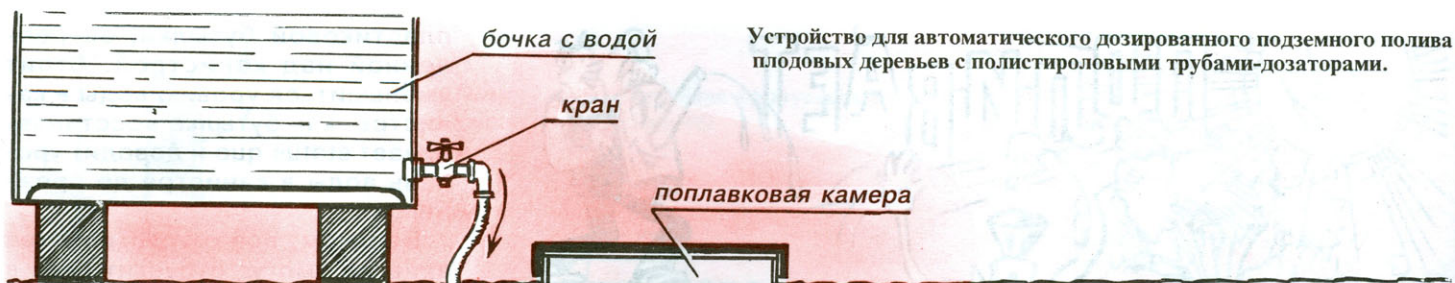 Устройство для автоматического дозированного подземного полива
плодовых деревьев с полистироловыми трубами-дозаторами.
бочка с водой
кран
поплавковая камера